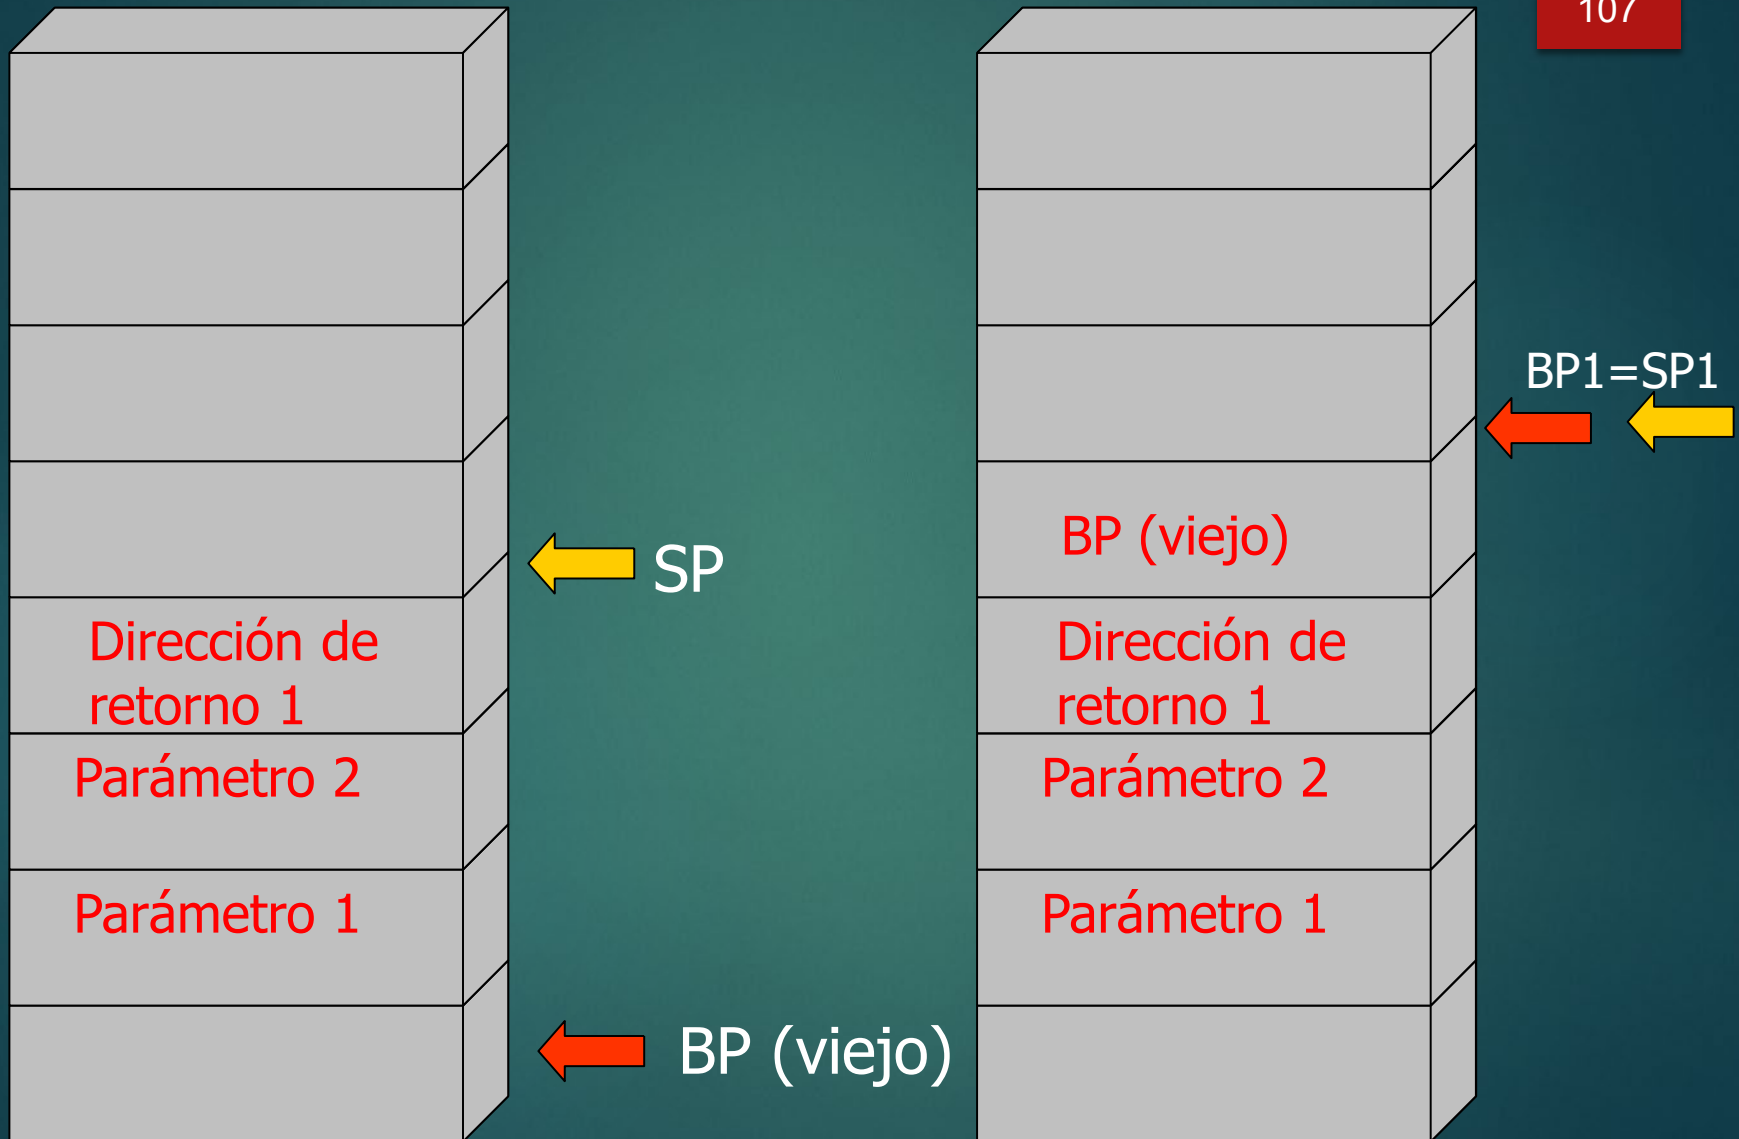 107
SP
Dirección de
retorno 1
Parámetro 2
Parámetro 1
BP (viejo)
BP1=SP1
BP (viejo)
Dirección de
retorno 1
Parámetro 2
Parámetro 1